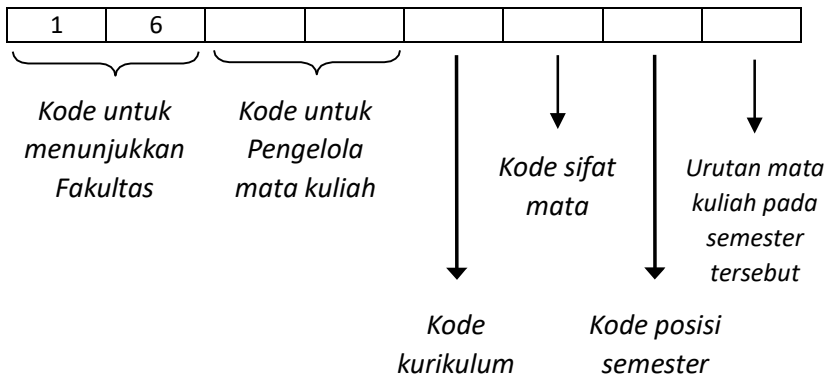 1 6
Kode untuk
menunjukkan
Fakultas
Kode untuk
Pengelola
mata kuliah
Kode sifat
mata
Urutan mata
kuliah pada
semester
tersebut
Kode
kurikulum
Kode posisi
semester